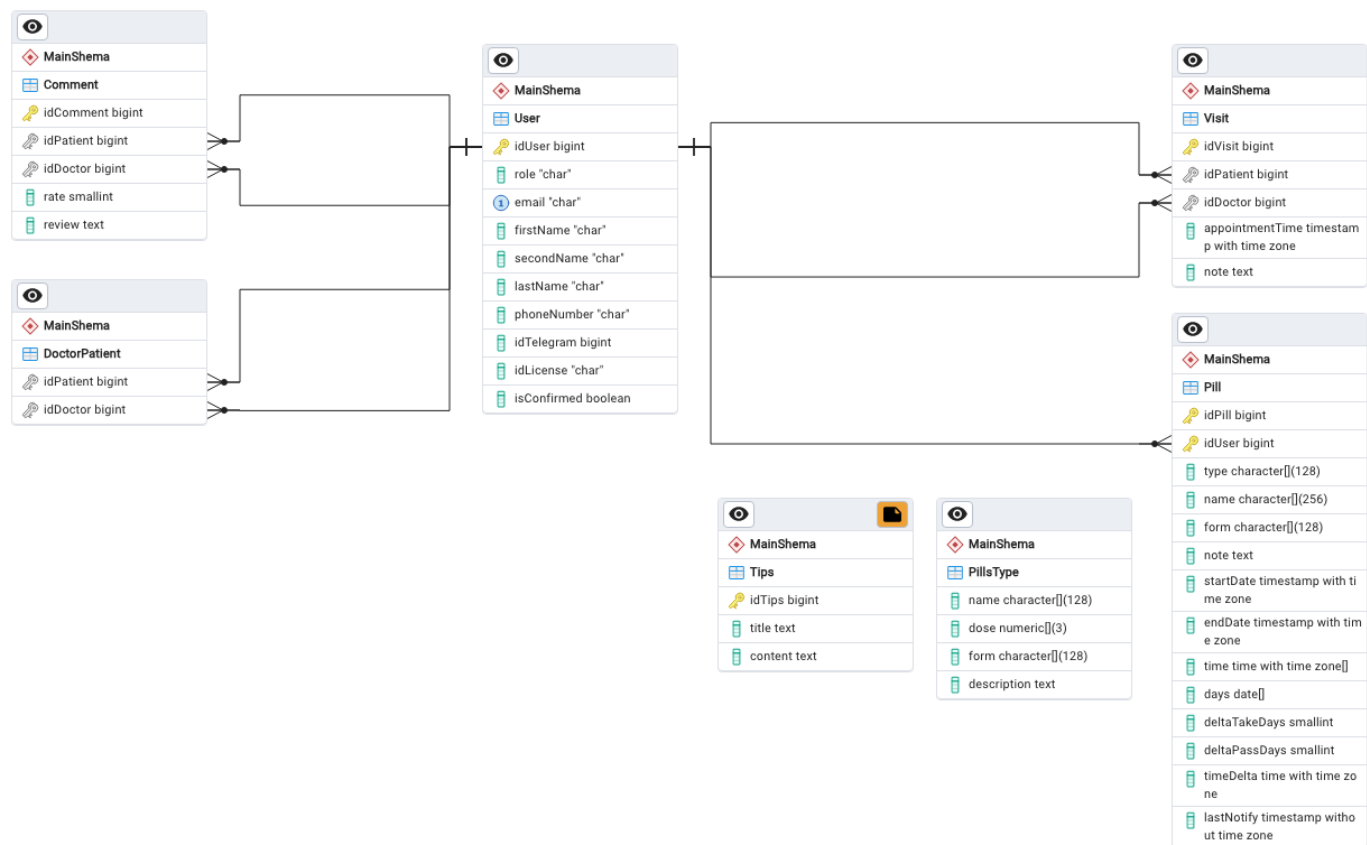 MainShema
Comment
idComment bigint
idPatient bigint
idDoctor bigint
rate smallint
review text
MainShema
DoctorPatient
idPatient bigint
idDoctor bigint
MainShema
User
idUser bigint
role "char"
1 email "char"
firstName "char"
secondName "char"
lastName "char"
phoneNumber "char"
idTelegram bigint
idLicense "char"
isConfirmed boolean
MainShema
Tips
idTips bigint
title text
content text
MainShema
PillsType
name character[](128)
dose numeric[](3)
form character[](128)
description text
MainShema
Visit
idVisit bigint
idPatient bigint
idDoctor bigint
appointmentTime timestam
p with time zone
note text
MainShema
Pill
idPill bigint
idUser bigint
type character[](128)
name character[](256)
form character[](128)
note text
startDate timestamp with ti
me zone
endDate timestamp with tim
e zone
time time with time zone[]
days date[]
deltaTakeDays smallint
deltaPassDays smallint
timeDelta time with time zo
ne
lastNotify timestamp witho
ut time zone